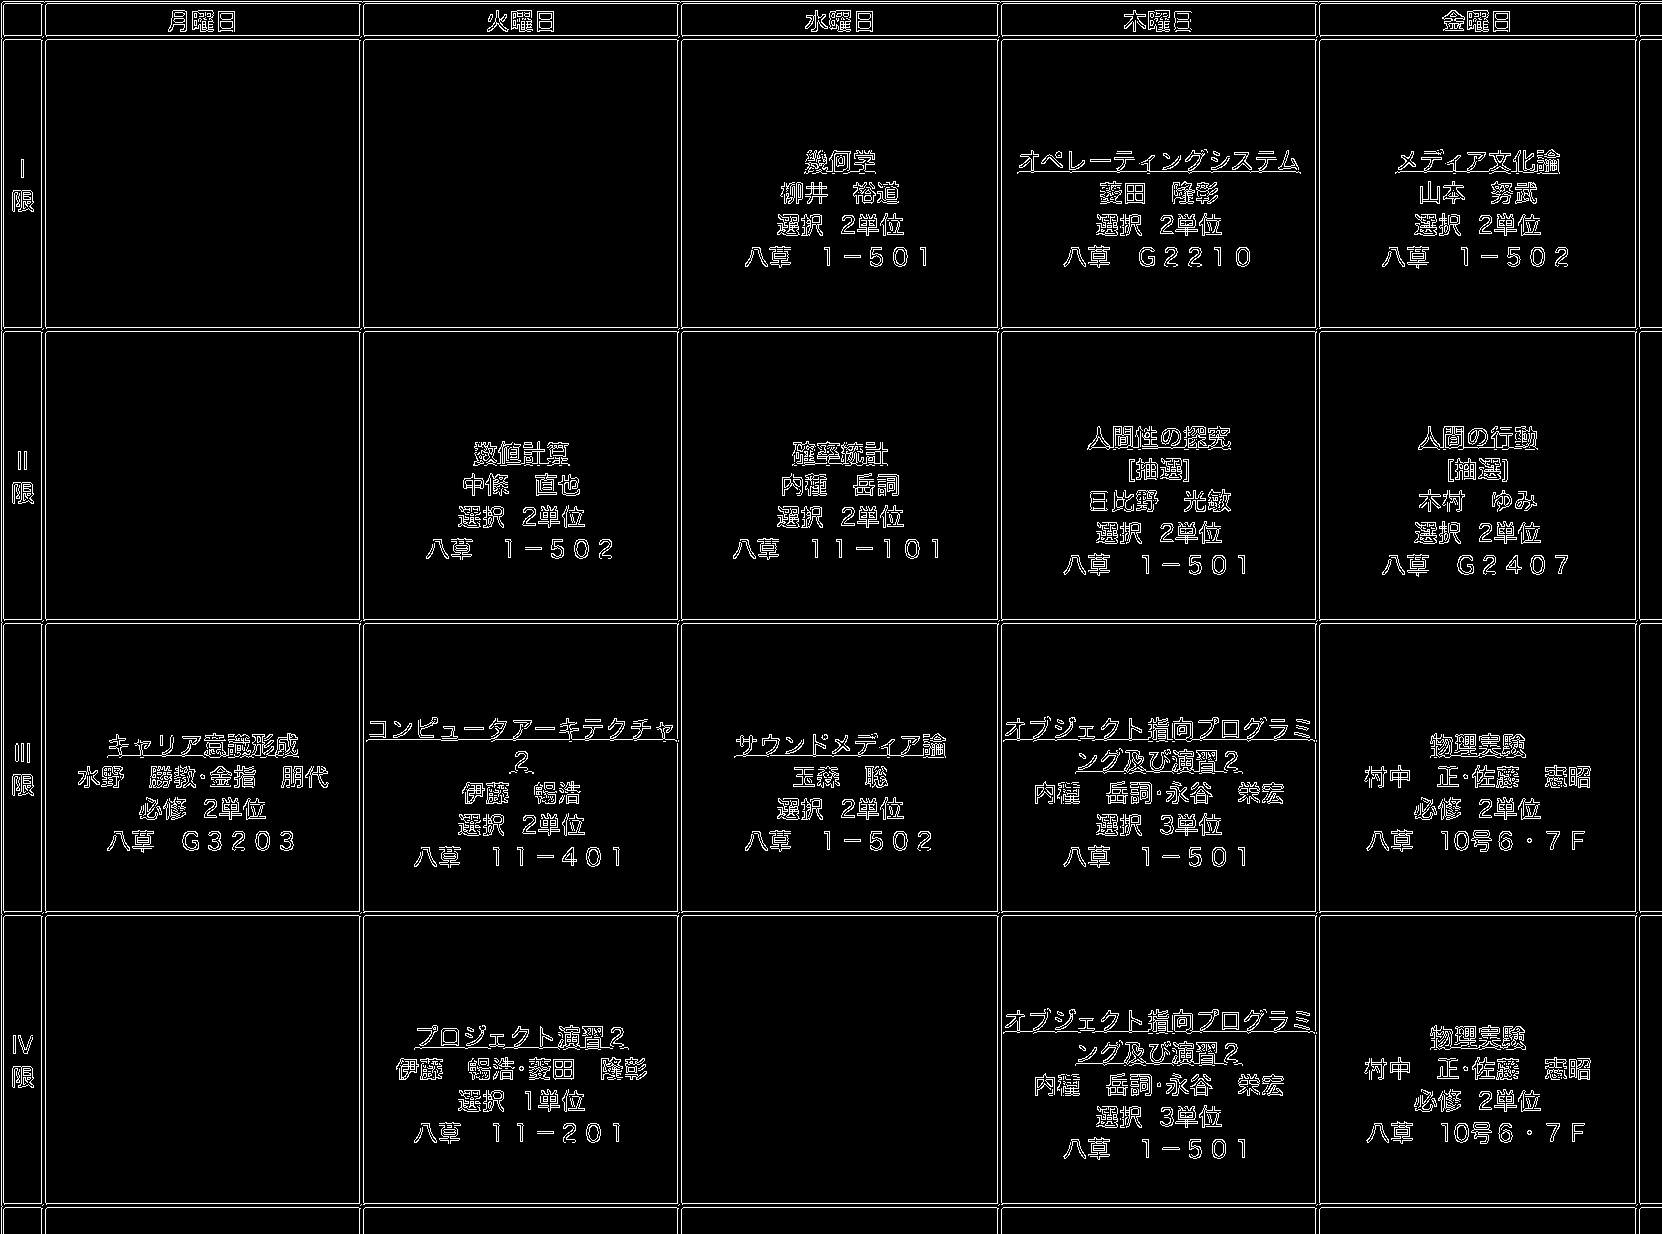 月曜日 火曜日 水曜日 木曜日 金曜日
I
限
幾何学
柳井　裕道
選択 2単位
八草　１－５０１
オペレーティングシステム
菱田　隆彰
選択 2単位
八草　Ｇ２２１０
メディア文化論
山本　努武
選択 2単位
八草　１－５０２
II
限
数値計算
中條　直也
選択 2単位
八草　１－５０２
確率統計
内種　岳詞
選択 2単位
八草　１１－１０１
人間性の探究
[抽選]
日比野　光敏
選択 2単位
八草　１－５０１
人間の行動
[抽選]
木村　ゆみ
選択 2単位
八草　Ｇ２４０７
III
限
キャリア意識形成
水野　勝教･金指　朋代
必修 2単位
八草　Ｇ３２０３
コンピュータアーキテクチャ
２
伊藤　暢浩
選択 2単位
八草　１１－４０１
サウンドメディア論
玉森　聡
選択 2単位
八草　１－５０２
オブジェクト指向プログラミ
ング及び演習２
内種　岳詞･永谷　栄宏
選択 3単位
八草　１－５０１
物理実験
村中　正･佐藤　憲昭
必修 2単位
八草　10号６・７Ｆ
IV
限
プロジェクト演習２
伊藤　暢浩･菱田　隆彰
選択 1単位
八草　１１－２０１
オブジェクト指向プログラミ
ング及び演習２
内種　岳詞･永谷　栄宏
選択 3単位
八草　１－５０１
物理実験
村中　正･佐藤　憲昭
必修 2単位
八草　10号６・７Ｆ